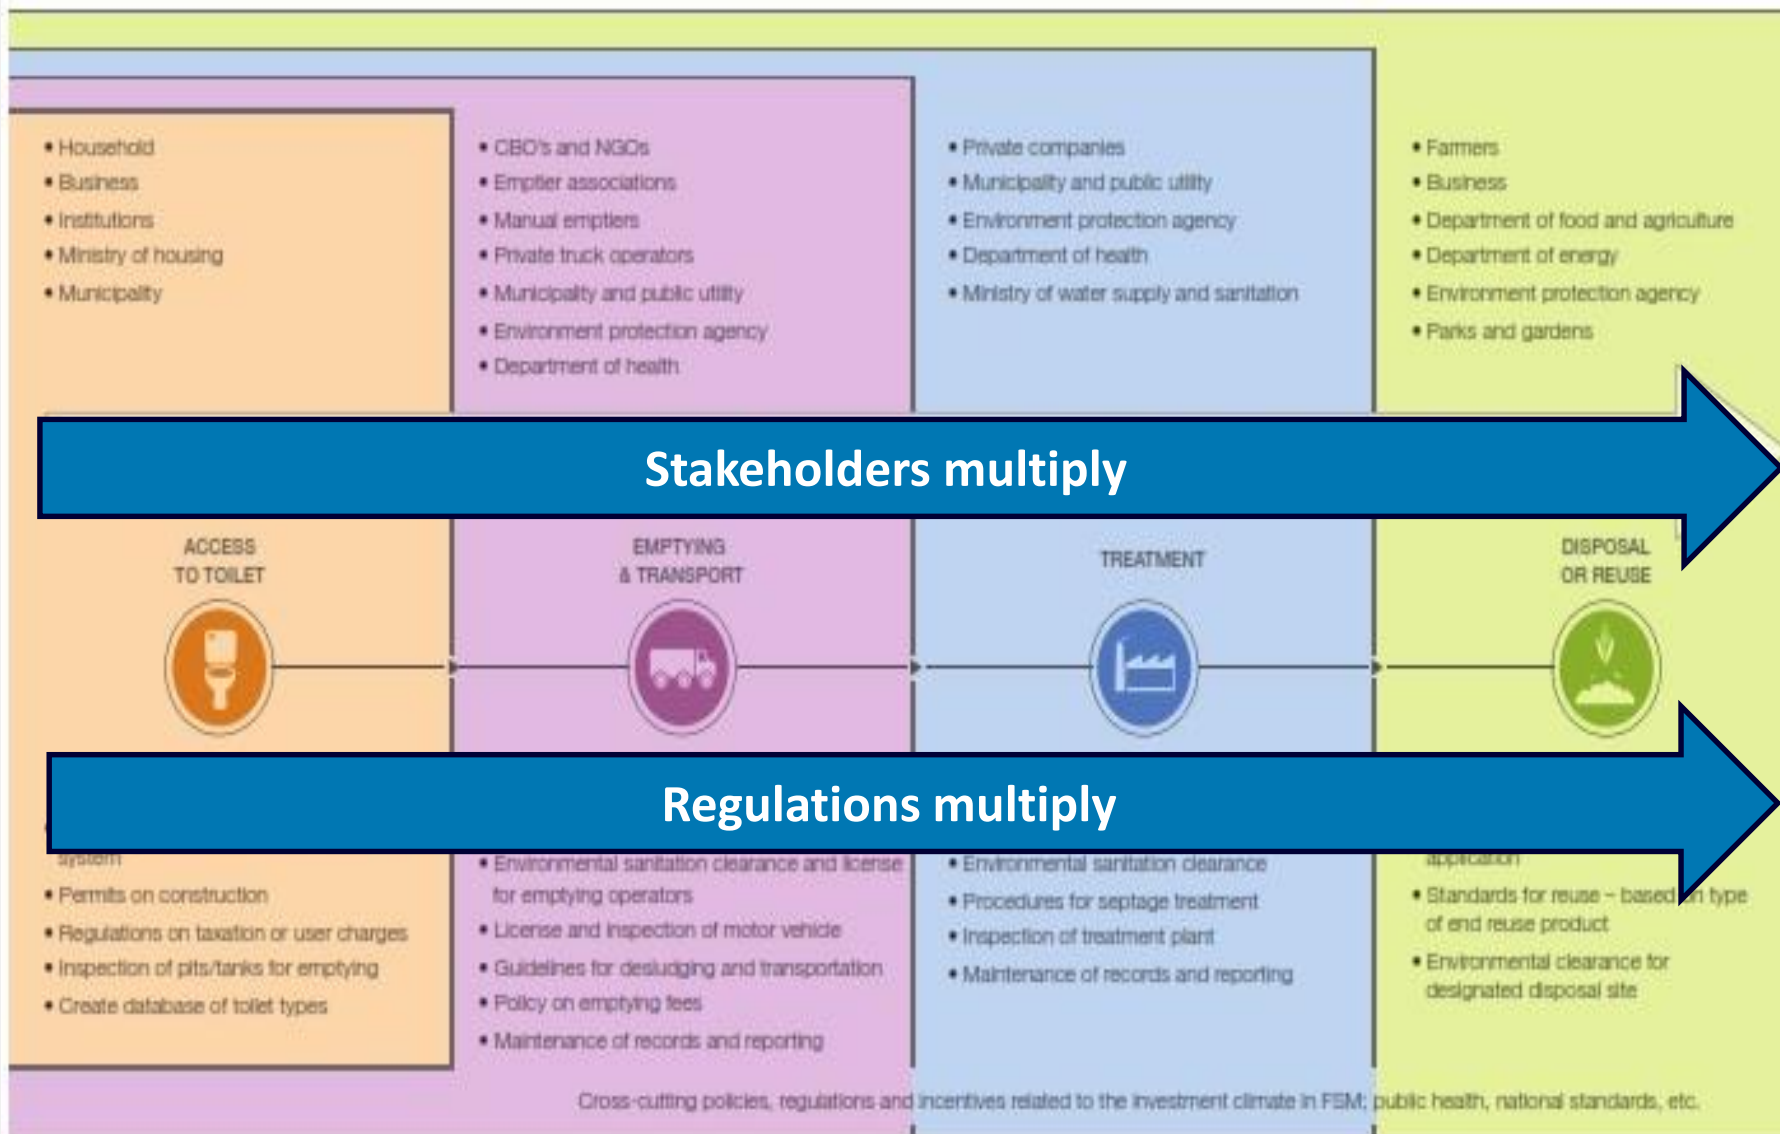 • Household
• Business
• Institutions
• Ministry of housing
• Municipality
• CBO's and NGOs
• Emptier associations
• Manual emptiers
• Private truck operators
• Municipality and public utility
• Environment protection agency
• Department of health
• Private companies
• Municipality and public utility
• Environment protection agency
• Department of health
• Ministry of water supply and sanitation
• Farmers
• Business
• Department of food and agriculture
• Department of energy
• Environment protection agency
• Parks and gardens
Stakeholders multiply
ACCESS
TO TOILET
EMPTYING
& TRANSPORT
TREATMENT
DISPOSAL
OR REUSE
Regulations multiply
system
• Permits on construction
• Regulations on taxation or user charges
• Inspection of pits/tanks for emptying
• Create database of toilet types
• Environmental sanitation clearance and license
for emptying operators
• License and inspection of motor vehicle
• Guidelines for desludging and transportation
• Policy on emptying fees
• Maintenance of records and reporting
• Environmental sanitation clearance
• Procedures for septage treatment
• Inspection of treatment plant
• Maintenance of records and reporting
application
• Standards for reuse – based on type
of end reuse product
• Environmental clearance for
designated disposal site
Cross-cutting policies, regulations and incentives related to the investment climate in FSM; public health, national standards, etc.